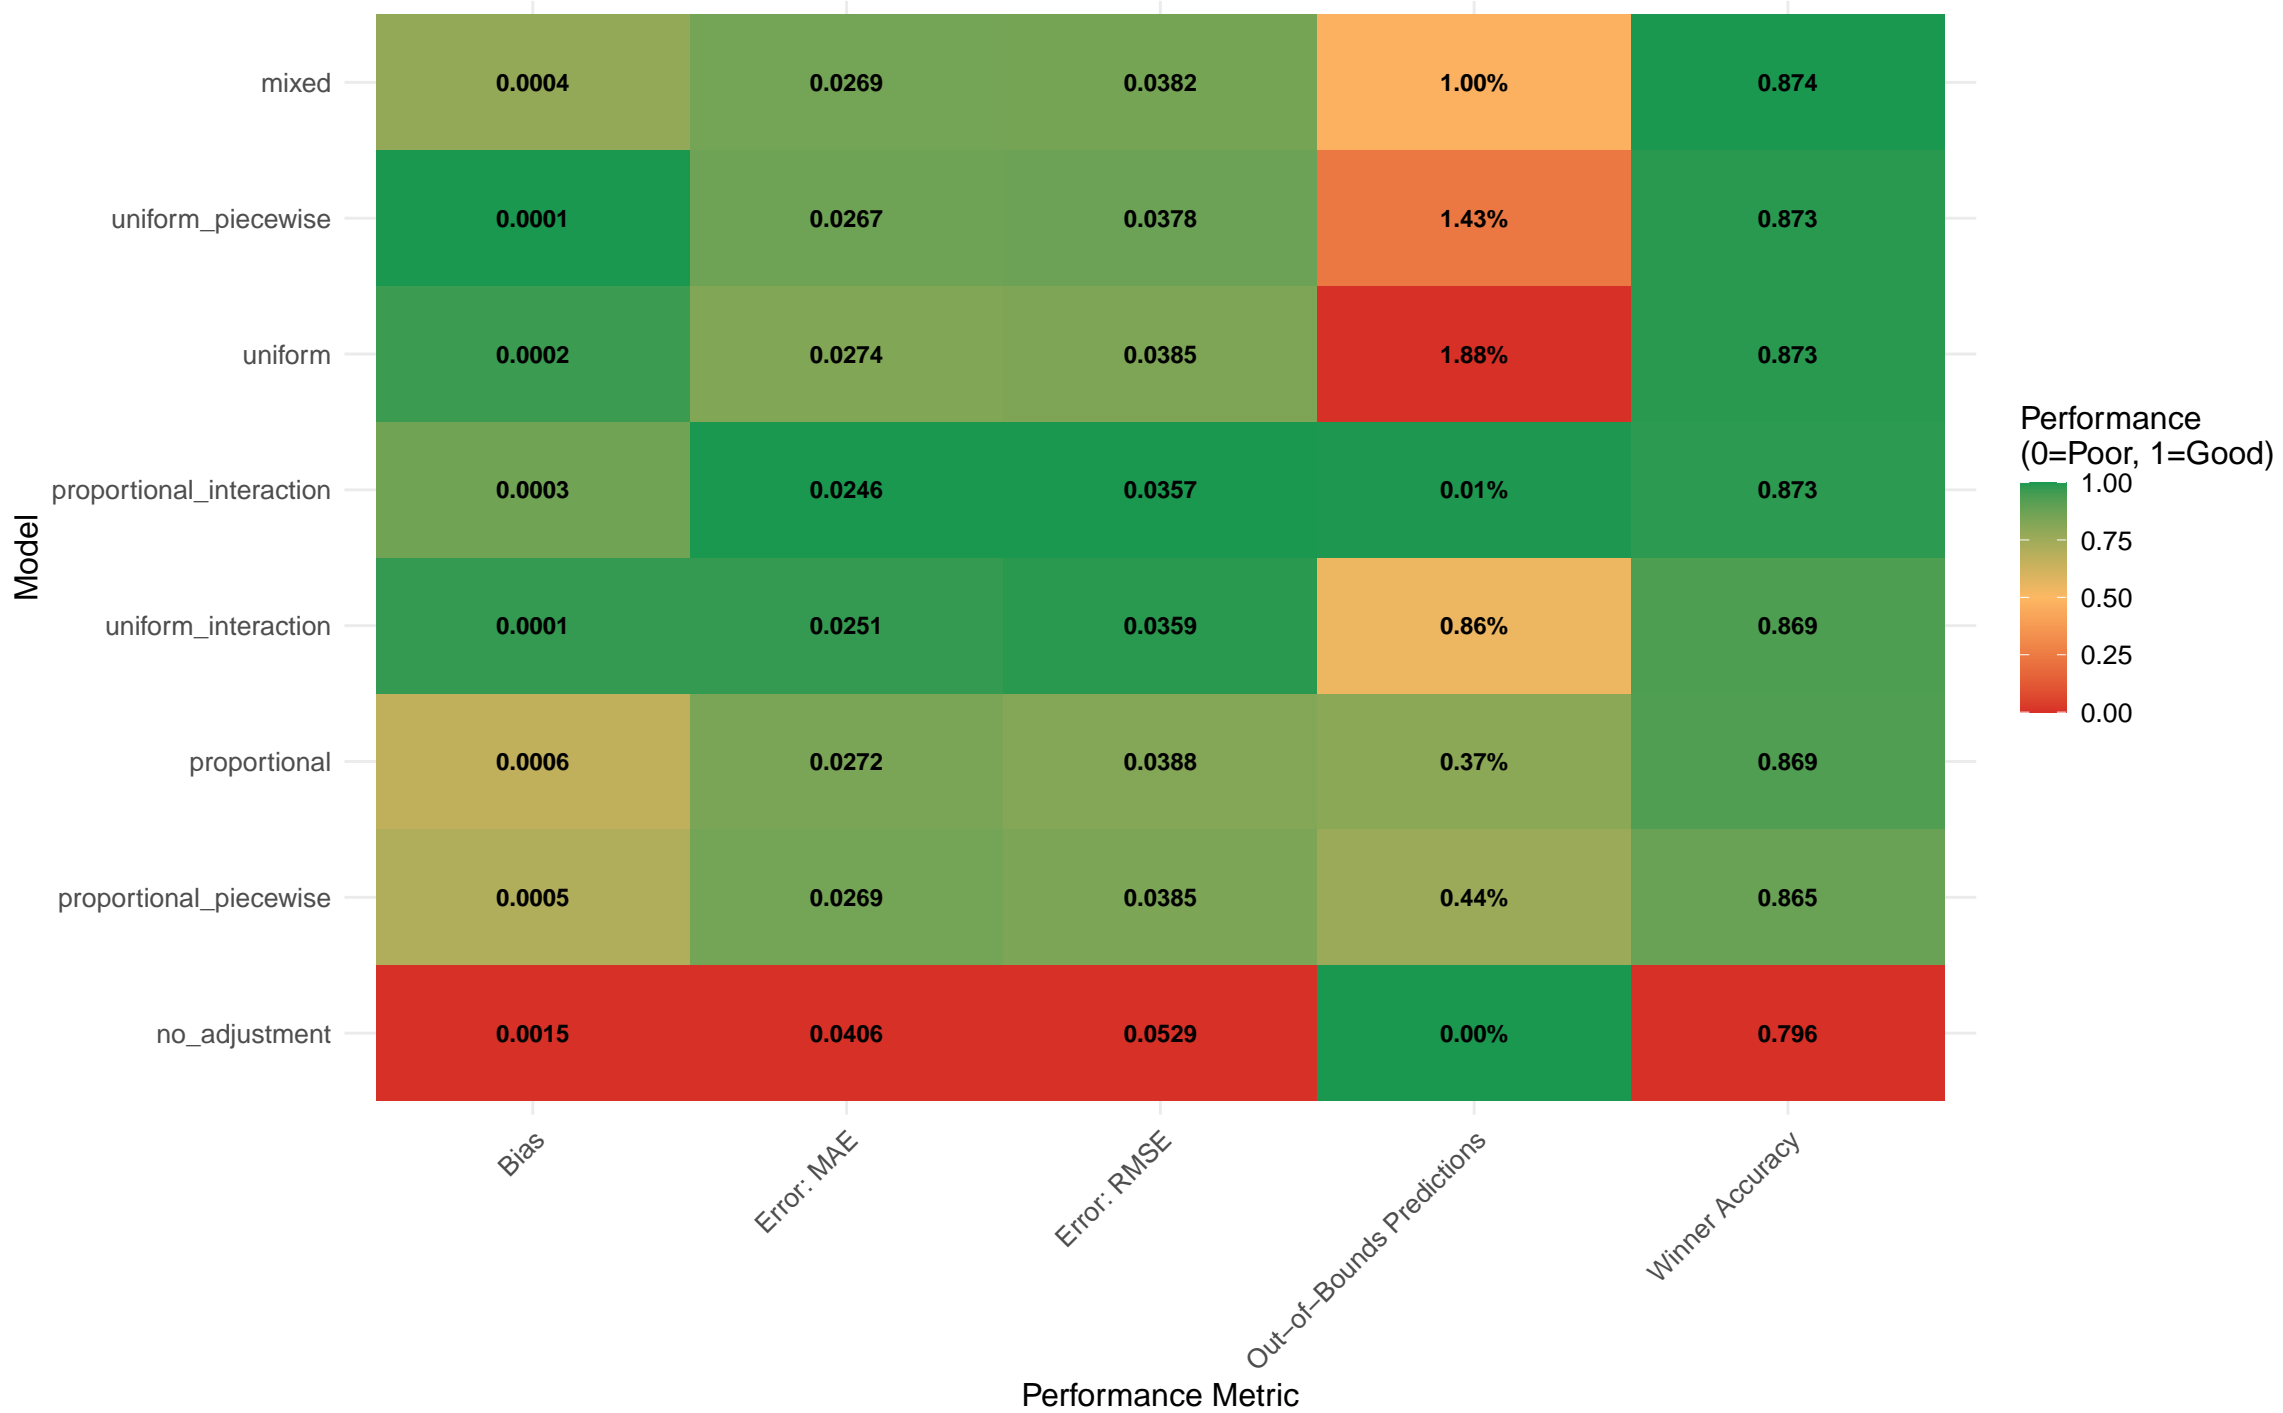 mixed 0.0004 0.0269 0.0382 1.00% 0.874
uniform_piecewise 0.0001 0.0267 0.0378 1.43% 0.873
uniform 0.0002 0.0274 0.0385 1.88% 0.873
proportional_interaction 0.0003 0.0246 0.0357 0.01% 0.873
uniform_interaction 0.0001 0.0251 0.0359 0.86% 0.869
proportional 0.0006 0.0272 0.0388 0.37% 0.869
proportional_piecewise 0.0005 0.0269 0.0385 0.44% 0.865
no_adjustment 0.0015 0.0406 0.0529 0.00% 0.796
Model
Bias
Error: MAE
Error: RMSE
Out−of−Bounds Predictions
Winner Accuracy
Performance Metric
Performance
(0=Poor, 1=Good)
1.00
0.75
0.50
0.25
0.00